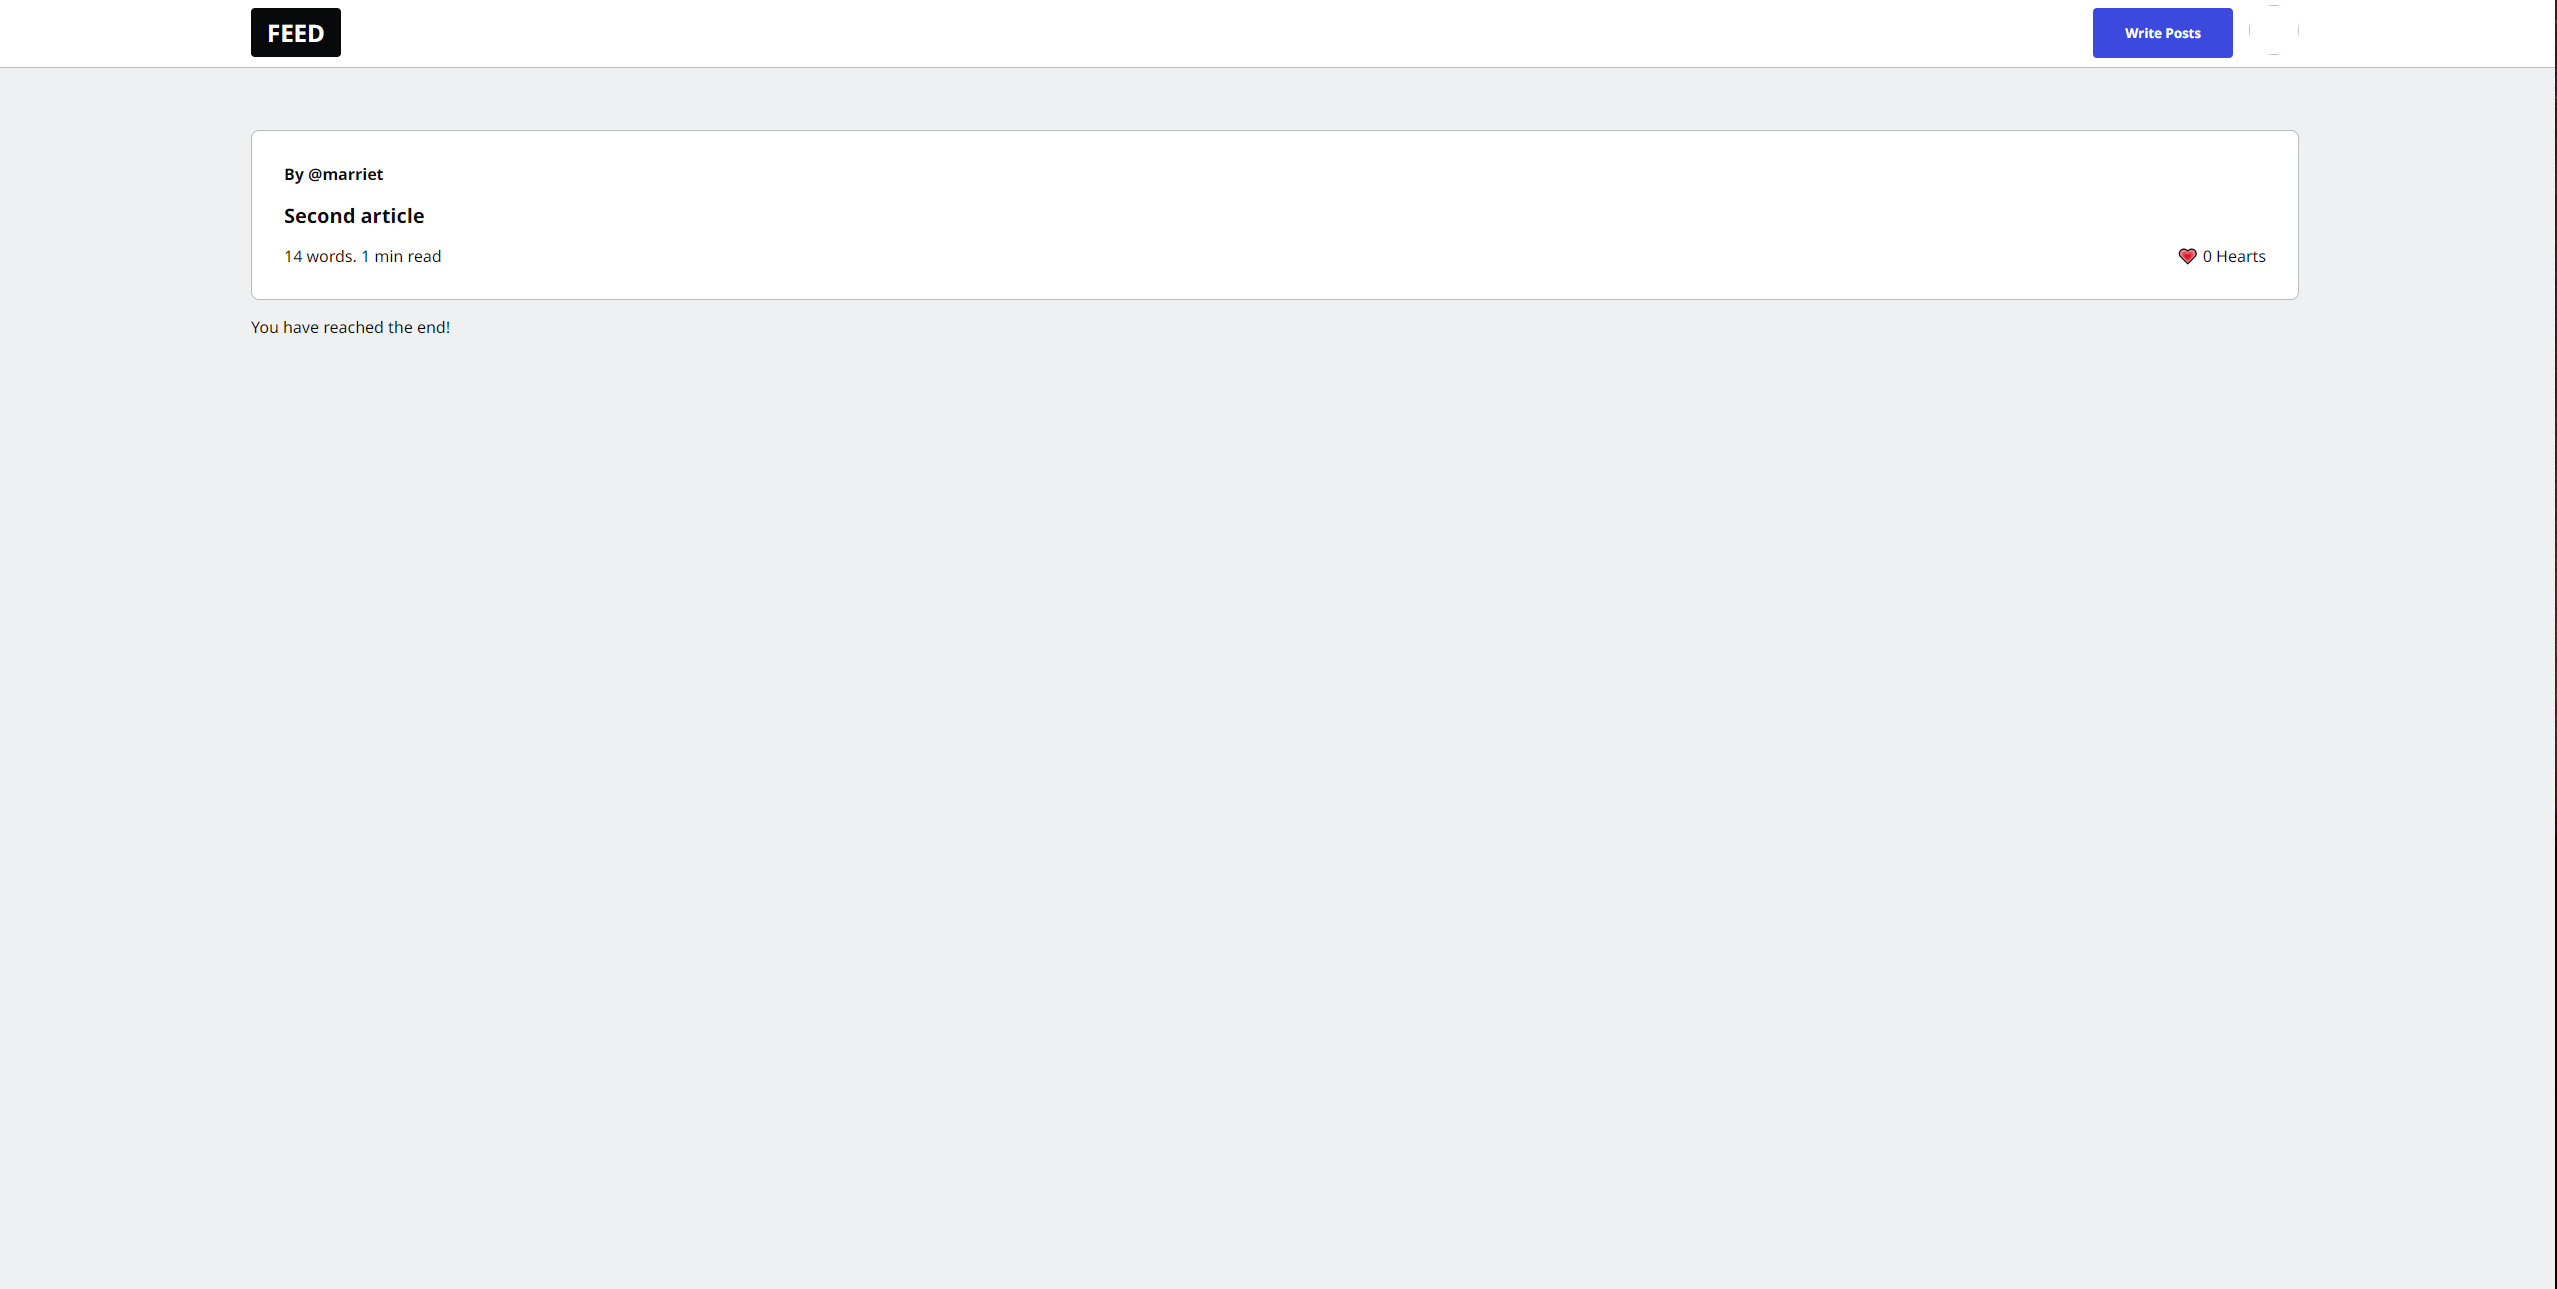 FEED
Write Posts
By @marriet
Second article
14 words. 1 min read
0 Hearts
You have reached the end!